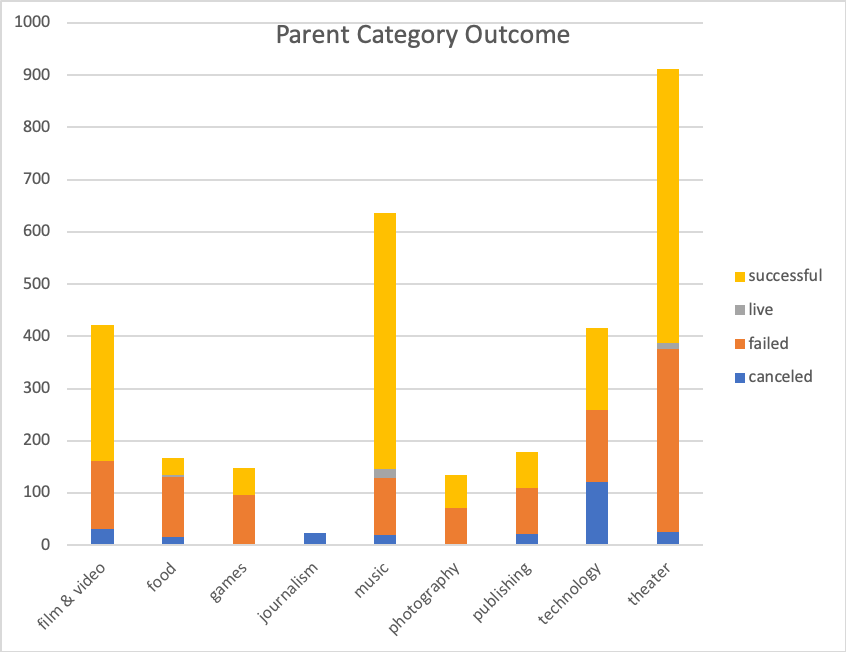 Parent Category Outcome
1000
900
800
700
600
500
400
300
200
100
0
film & video
food
games
journalism
music
photography
publishing
technology
theater
successful
live
failed
canceled